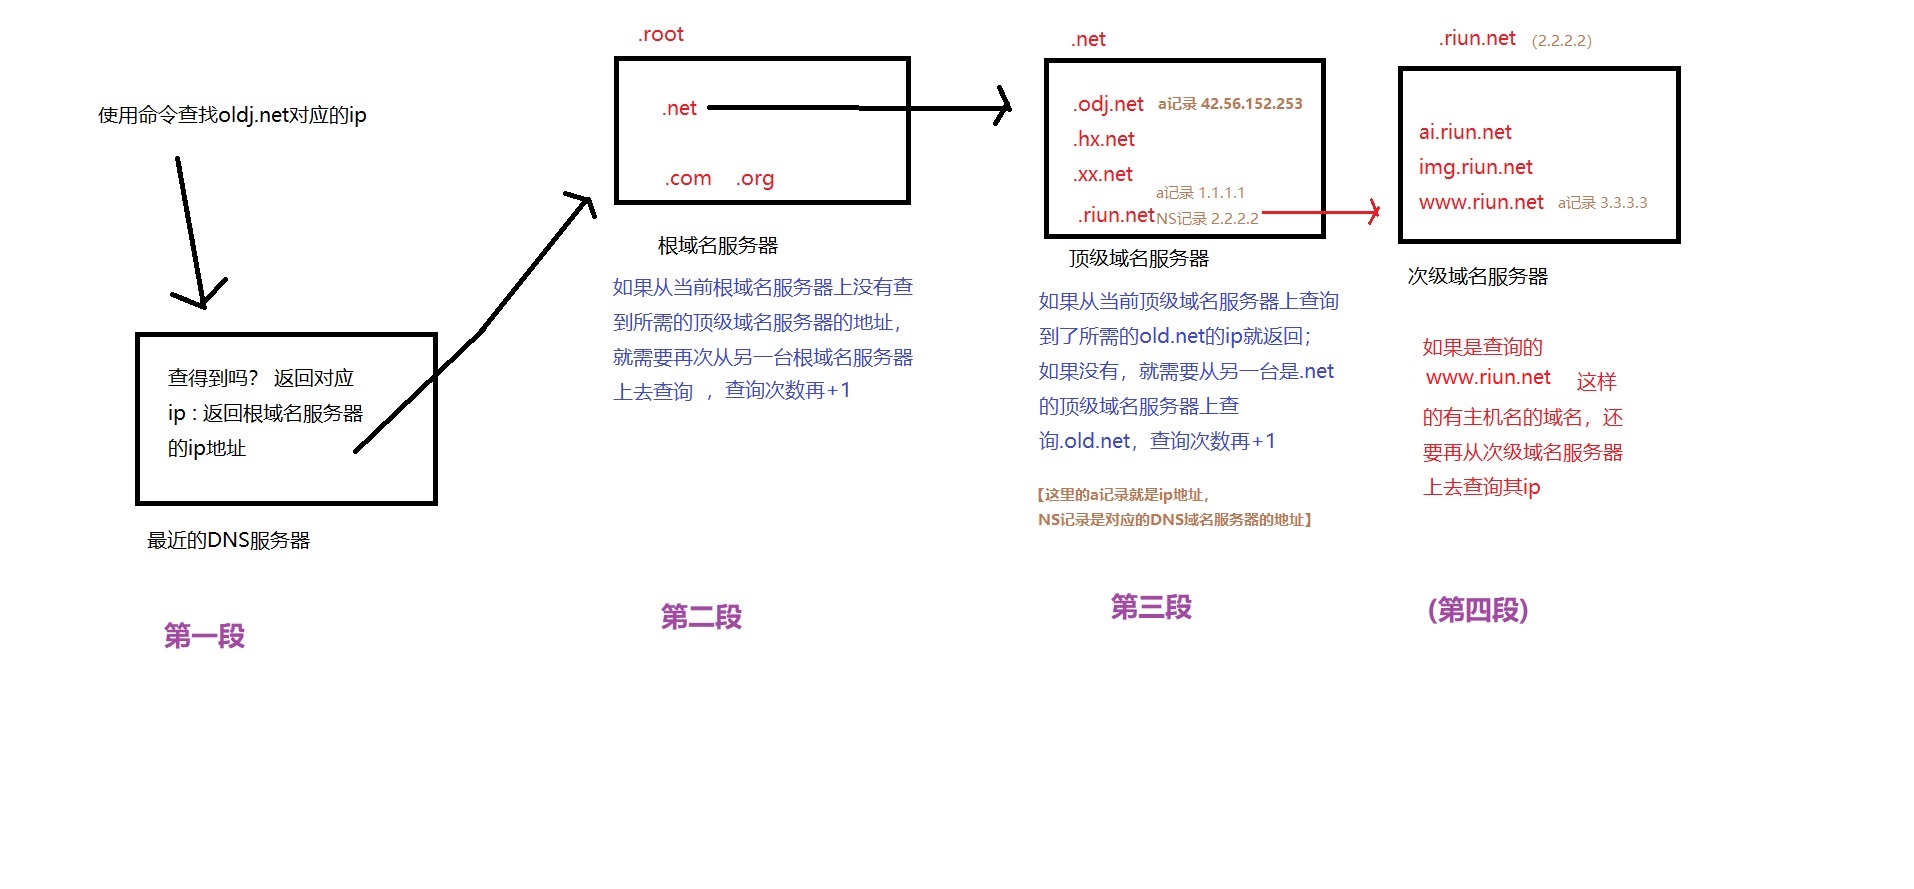 使用命令查找oldj.net对应的ip
查得到吗？ 返回对应
ip : 返回根域名服务器
的ip地址
最近的DNS服务器
第一段
.root
.net
.com .org
根域名服务器
如果从当前根域名服务器上没有查
到所需的顶级域名服务器的地址，
就需要再次从另一台根域名服务器
上去查询 ，查询次数再+1
第二段
.net
.odj.net a记录 42.56.152.253
.hx.net
.xx.net
a记录 1.1.1.1
.riun.net NS记录 2.2.2.2
顶级域名服务器
如果从当前顶级域名服务器上查询
到了所需的old.net的ip就返回；
如果没有，就需要从另一台是.net
的顶级域名服务器上查
询.old.net，查询次数再+1
【这里的a记录就是ip地址，
NS记录是对应的DNS域名服务器的地址】
第三段
.riun.net （2.2.2.2）
ai.riun.net
img.riun.net
www.riun.net a记录 3.3.3.3
次级域名服务器
如果是查询的
www.riun.net 这样
的有主机名的域名，还
要再从次级域名服务器
上去查询其ip
(第四段)